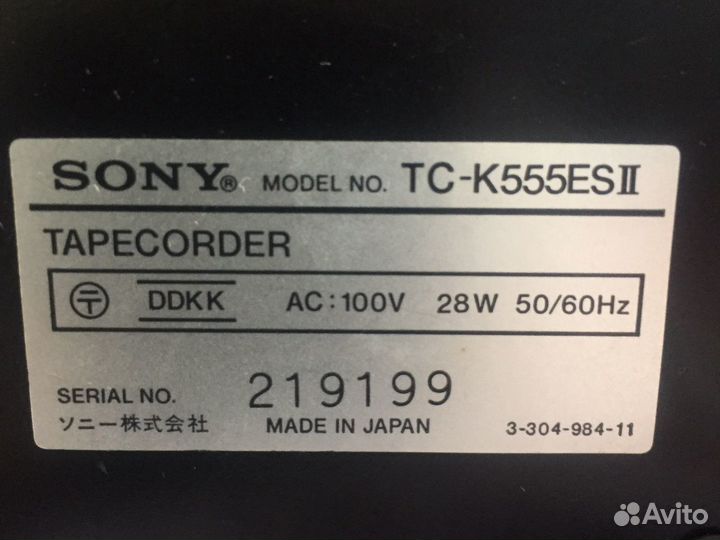 SONY® MODEL NO. TC-K555ESII
TAPECORDER
〒 DDKK AC:100V 28W 50/60Hz
SERIAL NO. 219199
ソニー株式会社 MADE IN JAPAN 3-304-984-11
Avito